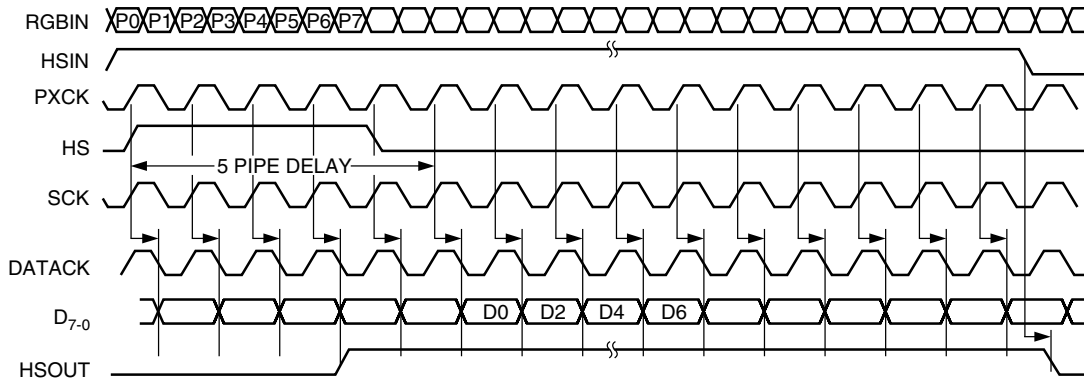 RGBIN P0 P1 P2 P3 P4 P5 P6 P7
HSIN
PXCK
HS
5 PIPE DELAY
SCK
DATACK
D7-0 D0 D2 D4 D6
HSOUT